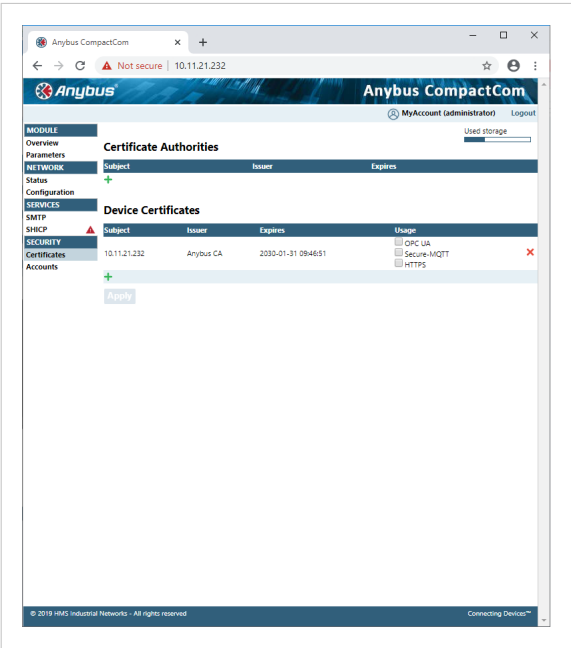 Anybus CompactCom
Not secure | 10.11.21.232
Anybus
Anybus CompactCom
MyAccount (administrator) Logout
MODULE
Overview
Parameters
NETWORK
Status
Configuration
SERVICES
SMTP
SHICP
SECURITY
Certificates
Accounts
Used storage
Certificate Authorities
Subject Issuer Expires
Device Certificates
Subject Issuer Expires Usage
10.11.21.232 Anybus CA 2030-01-31 09:46:51
OPC UA
Secure-MQTT
HTTPS
Apply
© 2019 HMS Industrial Networks - All rights reserved
Connecting Devices™